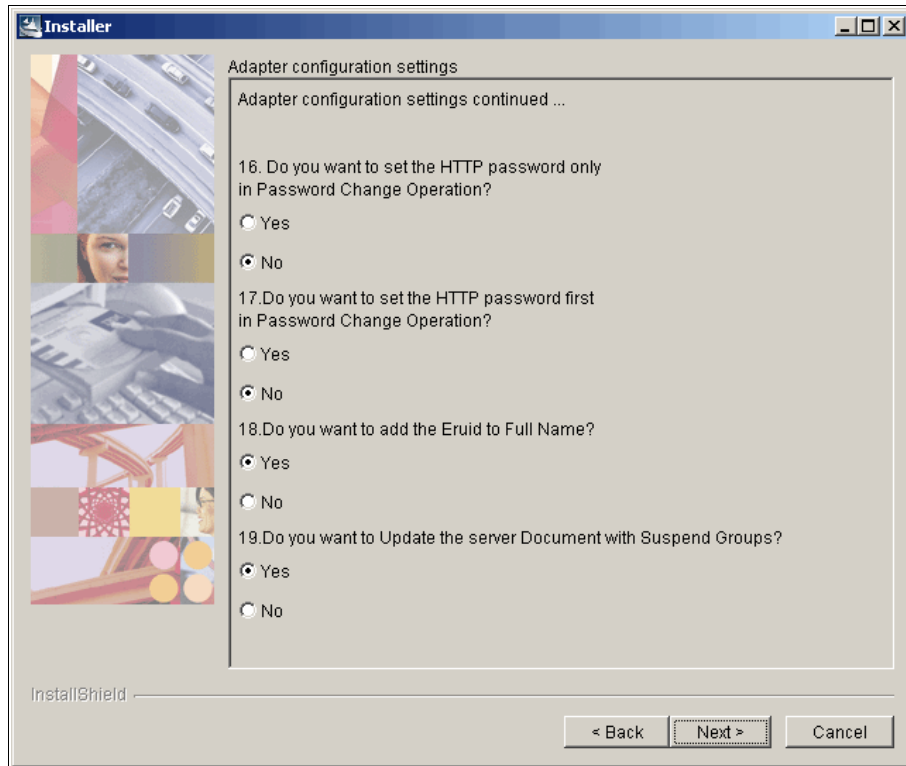 Installer
Adapter configuration settings
Adapter configuration settings continued ...
16. Do you want to set the HTTP password only
in Password Change Operation?
Yes
No
17.Do you want to set the HTTP password first
in Password Change Operation?
Yes
No
18.Do you want to add the Eruid to Full Name?
Yes
No
19.Do you want to Update the server Document with Suspend Groups?
Yes
No
InstallShield
< Back
Next >
Cancel